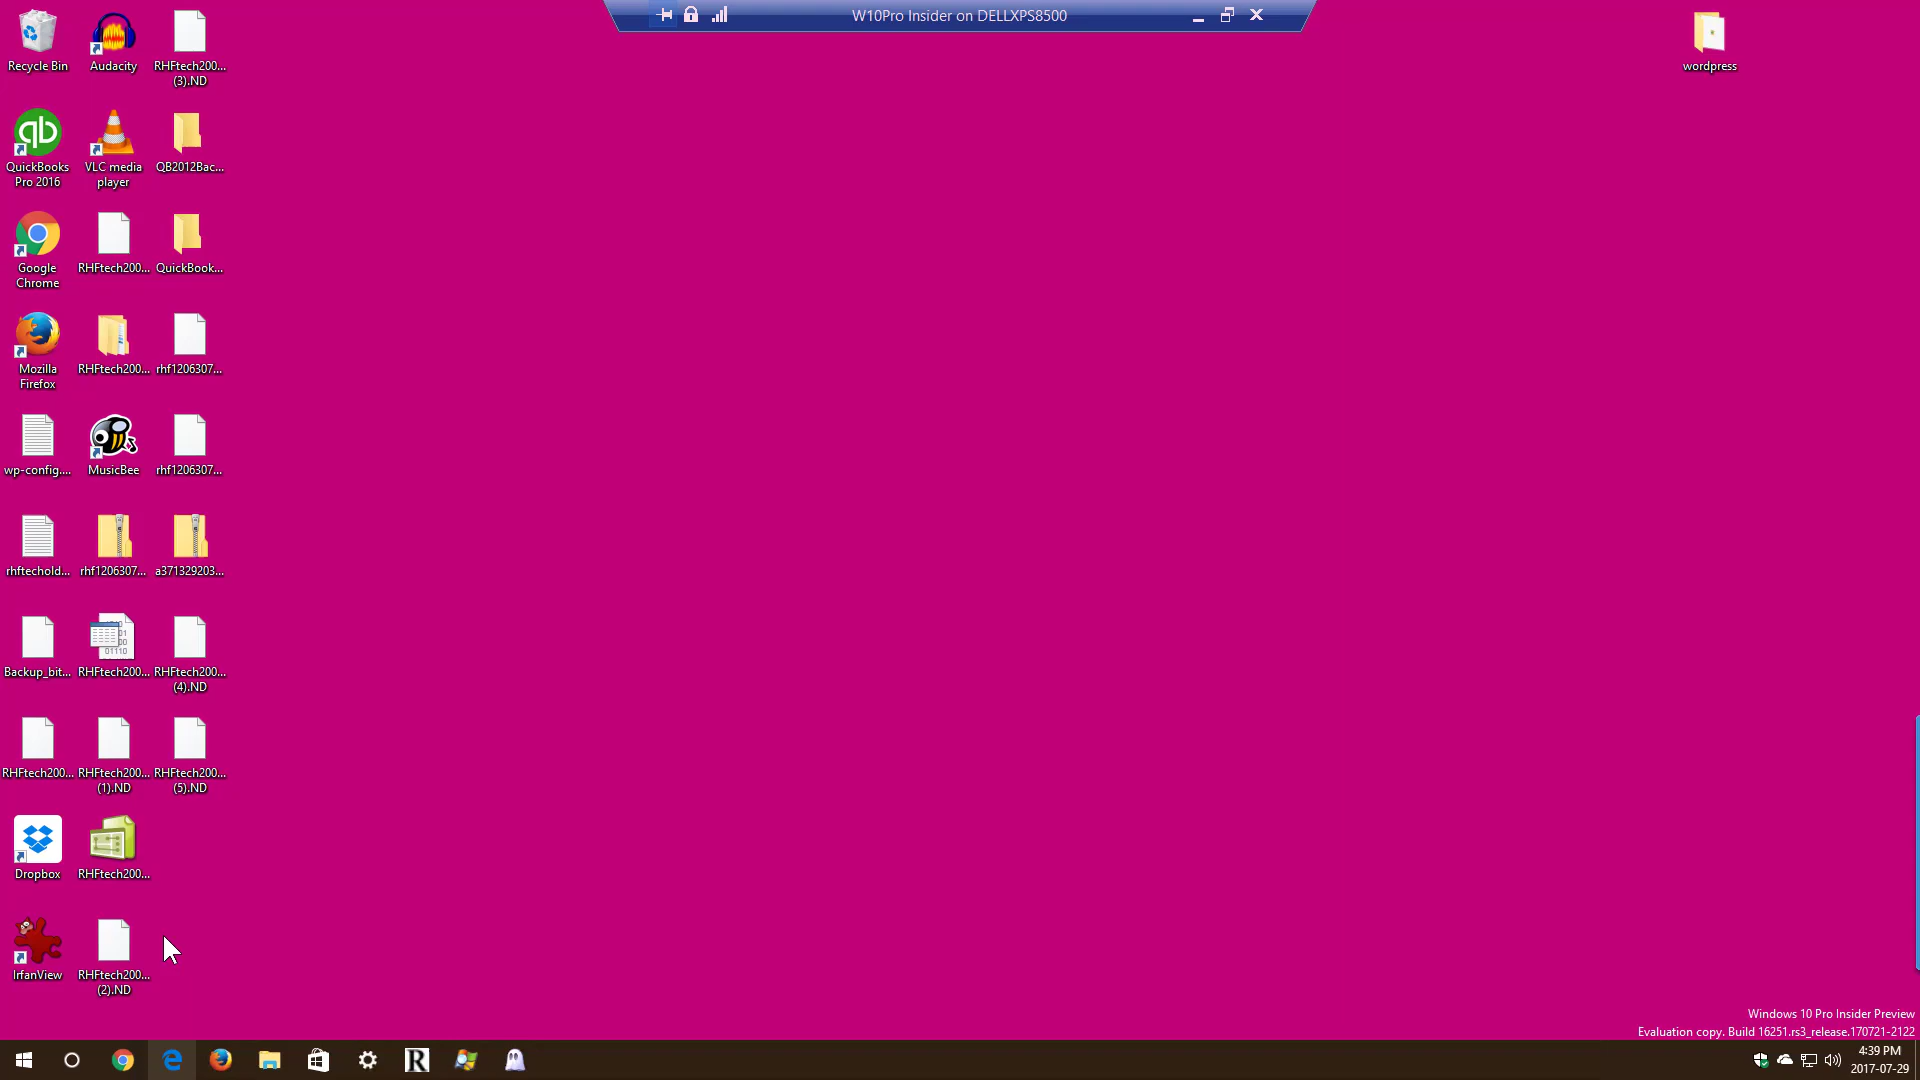 W10Pro Insider on DELLXPS8500
Recycle Bin
Audacity
RHFtech200...
(3).ND
wordpress
QuickBooks
Pro 2016
VLC media
player
QB2012Bac...
Google
Chrome
RHFtech200...
QuickBook...
Mozilla
Firefox
RHFtech200...
rhf1206307...
wp-config....
MusicBee
rhf1206307...
rhftechold...
rhf1206307...
a371329203...
Backup_bit...
RHFtech200...
RHFtech200...
(4).ND
RHFtech200...
RHFtech200...
(1).ND
RHFtech200...
(5).ND
Dropbox
RHFtech200...
IrfanView
RHFtech200...
(2).ND
Windows 10 Pro Insider Preview
Evaluation copy. Build 16251.rs3_release.170721-2122
4:39 PM
2017-07-29